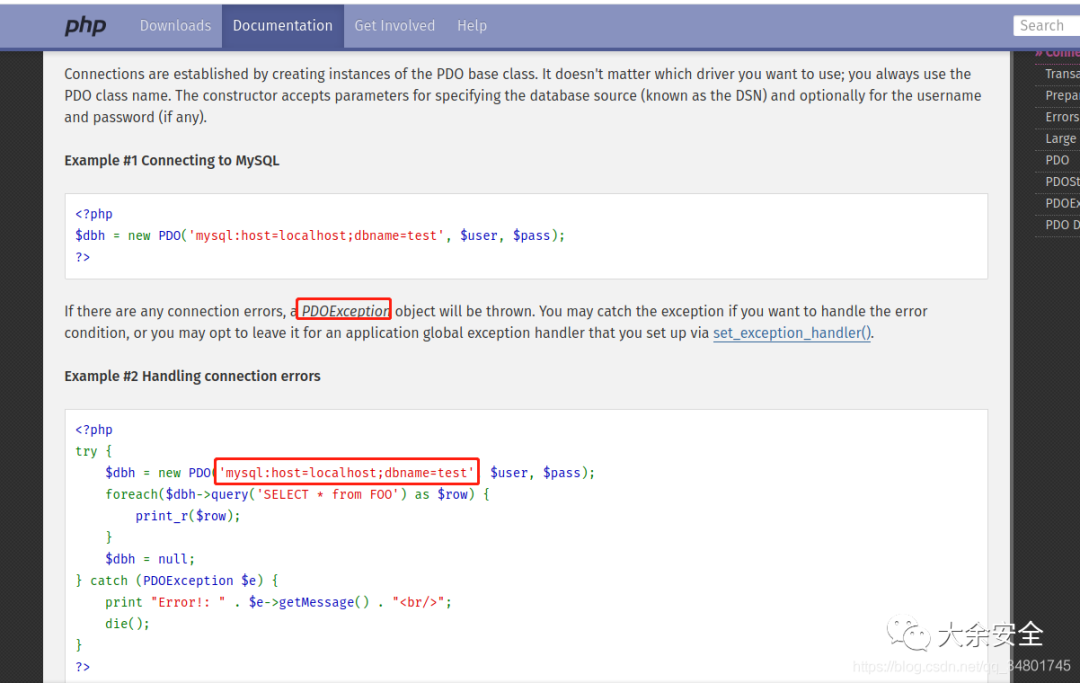 php Downloads Documentation Get Involved Help Search
Connections are established by creating instances of the PDO base class. It doesn't matter which driver you want to use; you always use the
PDO class name. The constructor accepts parameters for specifying the database source (known as the DSN) and optionally for the username
and password (if any).
Example #1 Connecting to MySQL
<?php
$dbh = new PDO('mysql:host=localhost;dbname=test', $user, $pass);
?>
If there are any connection errors, a PDOException object will be thrown. You may catch the exception if you want to handle the error
condition, or you may opt to leave it for an application global exception handler that you set up via set_exception_handler().
Example #2 Handling connection errors
<?php
try {
$dbh = new PDO('mysql:host=localhost;dbname=test' $user, $pass);
foreach($dbh->query('SELECT * from FOO') as $row) {
print_r($row);
}
$dbh = null;
} catch (PDOException $e) {
print "Error!: " . $e->getMessage() . "<br/>";
die();
}
?>
» Conne
Transa
Prepar
Errors
Large
PDO
PDOSt
PDOEx
PDO D
大余安全
https://blog.csdn.net/qq_34801745